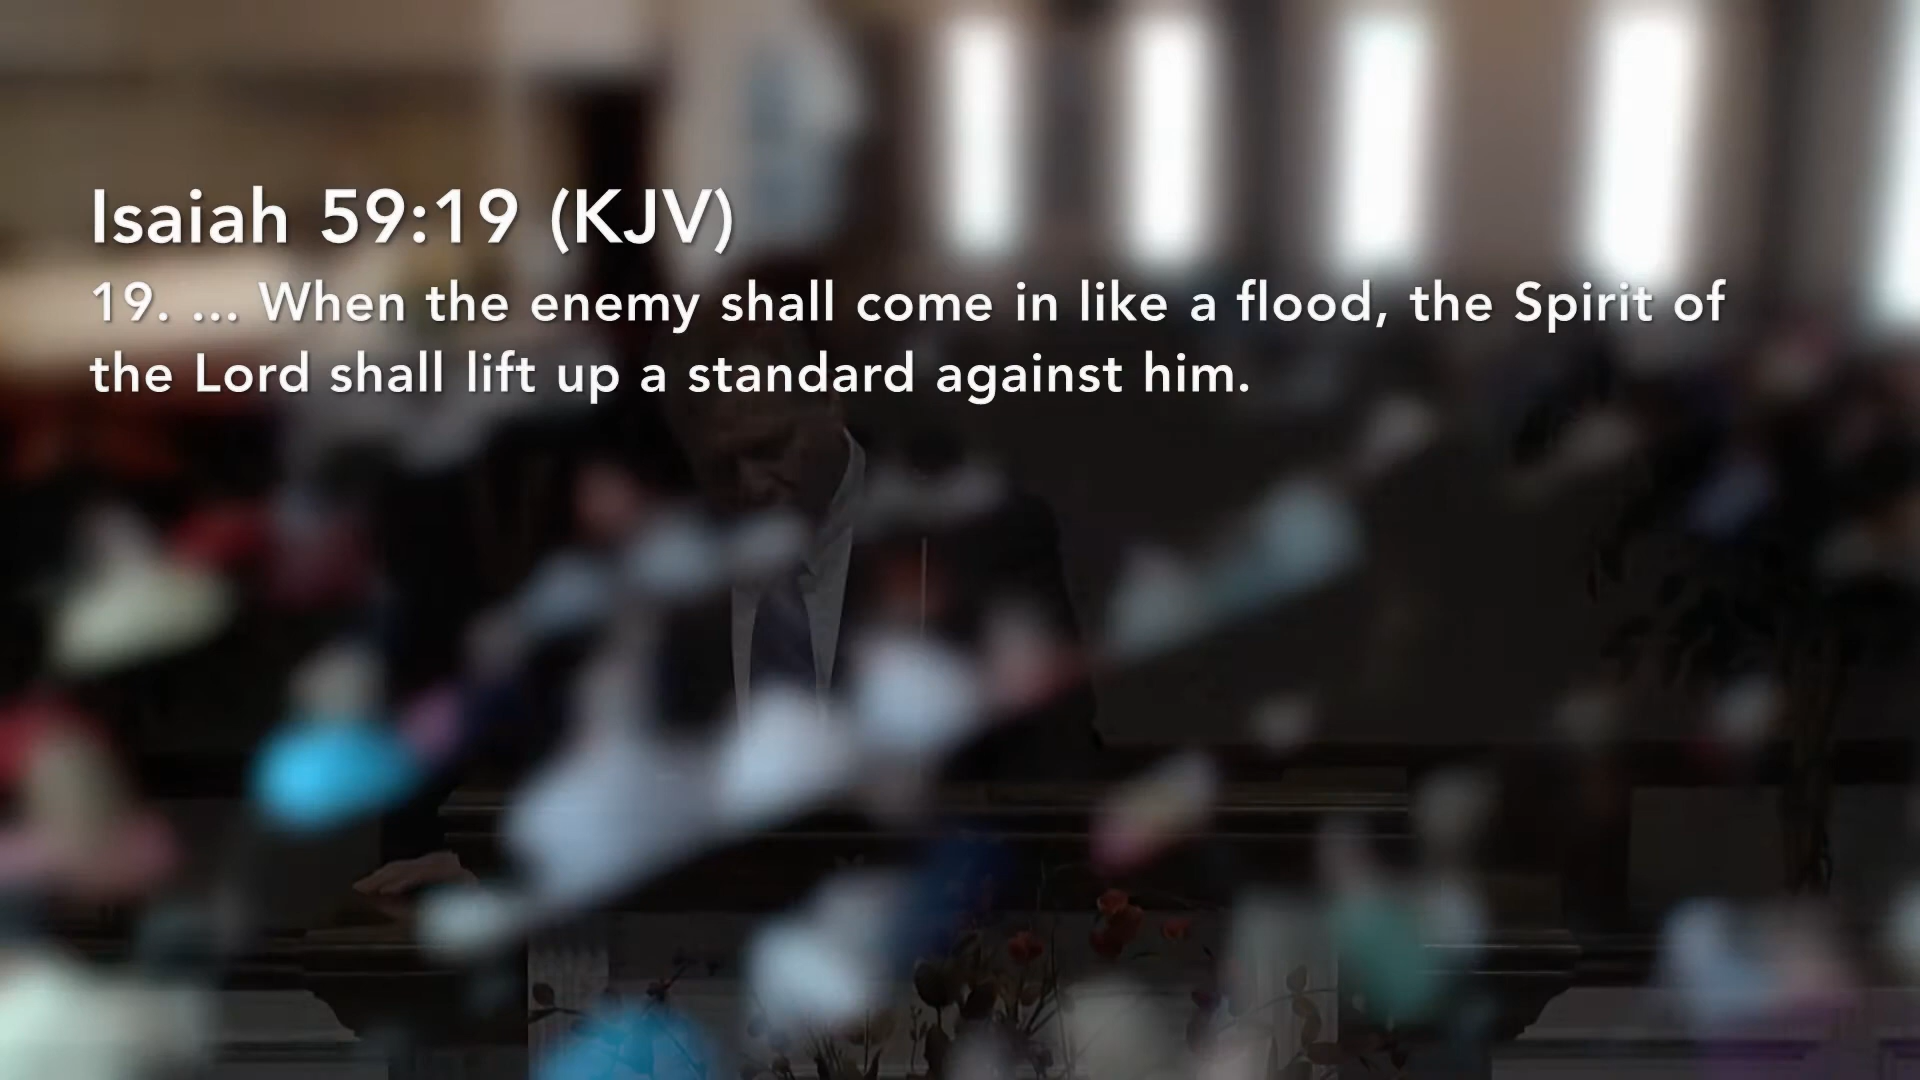 Isaiah 59:19 (KJV)
19. ... When the enemy shall come in like a flood, the Spirit of
the Lord shall lift up a standard against him.